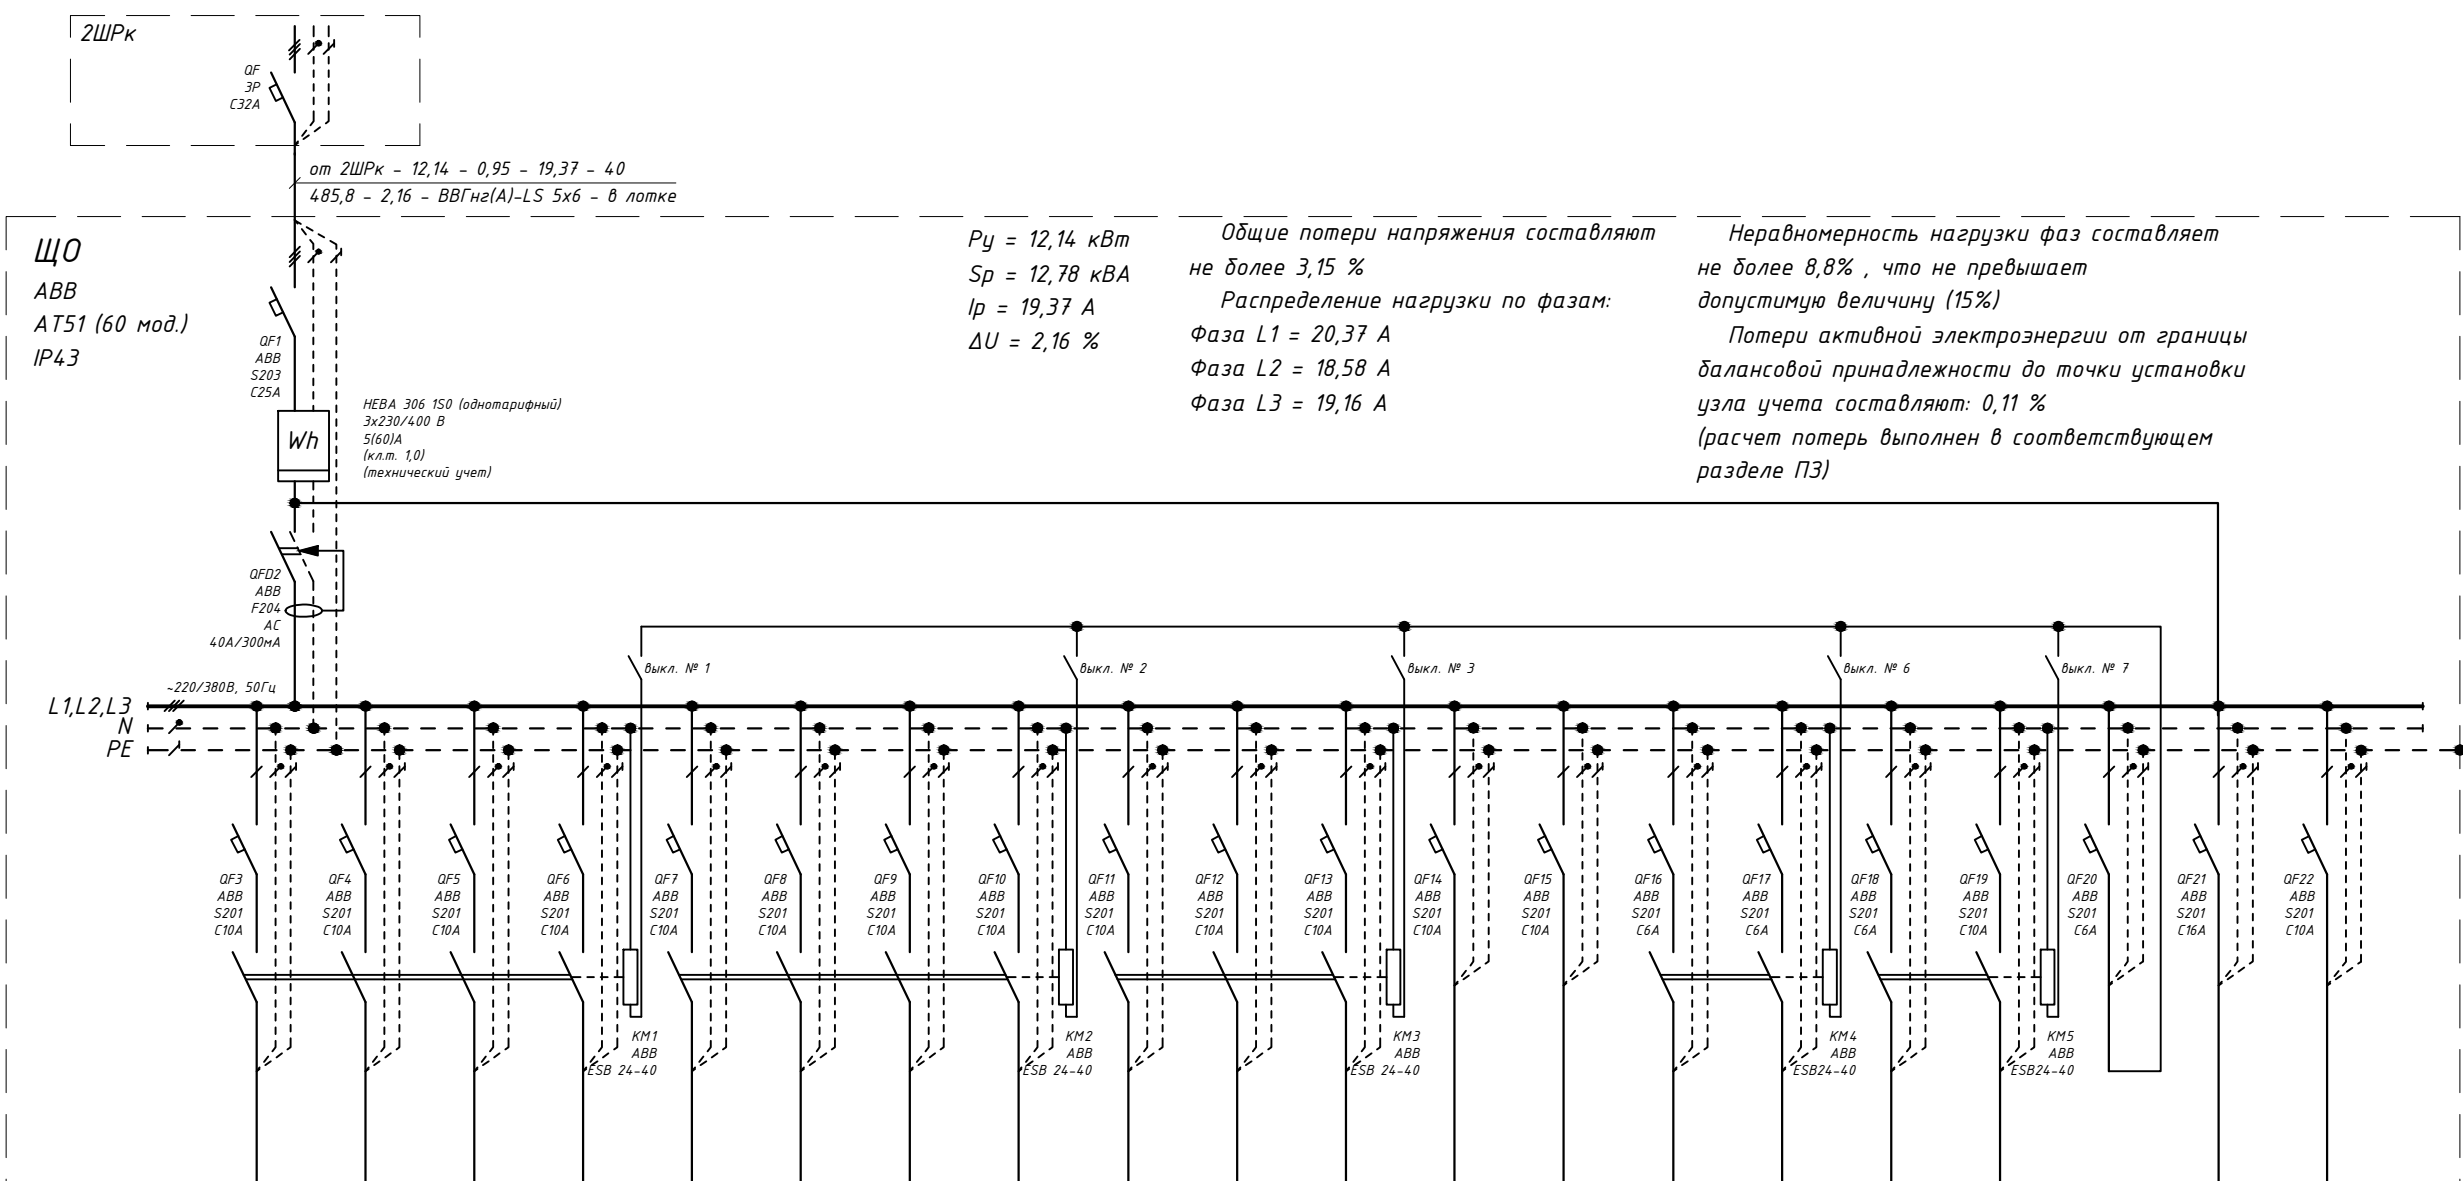 2ШРк
QF
3P
C32A
от 2ШРк - 12,14 - 0,95 - 19,37 - 40
485,8 - 2,16 - ВВГнг(А)-LS 5х6 - в лотке
ЩО
ABB
AT51 (60 мод.)
IP43
QF1
ABB
S203
C25A
Wh
НЕВА 306 1S0 (однотарифный)
3х230/400 В
5(60)А
(кл.т. 1,0)
(технический учет)
Ру = 12,14 кВт
Sp = 12,78 кВА
Ip = 19,37 А
ΔU = 2,16 %
Общие потери напряжения составляют
не более 3,15 %
Распределение нагрузки по фазам:
Фаза L1 = 20,37 А
Фаза L2 = 18,58 А
Фаза L3 = 19,16 А
Неравномерность нагрузки фаз составляет
не более 8,8% , что не превышает
допустимую величину (15%)
Потери активной электроэнергии от границы
балансовой принадлежности до точки установки
узла учета составляют: 0,11 %
(расчет потерь выполнен в соответствующем
разделе ПЗ)
QFD2
ABB
F204
AC
40А/300мА
~220/380В, 50Гц
L1,L2,L3
N
PE
выкл. № 1
выкл. № 2
выкл. № 3
выкл. № 6
выкл. № 7
QF3
ABB
S201
C10A
QF4
ABB
S201
C10A
QF5
ABB
S201
C10A
QF6
ABB
S201
C10A
QF7
ABB
S201
C10A
QF8
ABB
S201
C10A
QF9
ABB
S201
C10A
QF10
ABB
S201
C10A
QF11
ABB
S201
C10A
QF12
ABB
S201
C10A
QF13
ABB
S201
C10A
QF14
ABB
S201
C10A
QF15
ABB
S201
C10A
QF16
ABB
S201
C6A
QF17
ABB
S201
C6A
QF18
ABB
S201
C6A
QF19
ABB
S201
C10A
QF20
ABB
S201
C6A
QF21
ABB
S201
C16A
QF22
ABB
S201
C10A
KM1
ABB
ESB 24-40
KM2
ABB
ESB 24-40
KM3
ABB
ESB 24-40
KM4
ABB
ESB24-40
KM5
ABB
ESB24-40